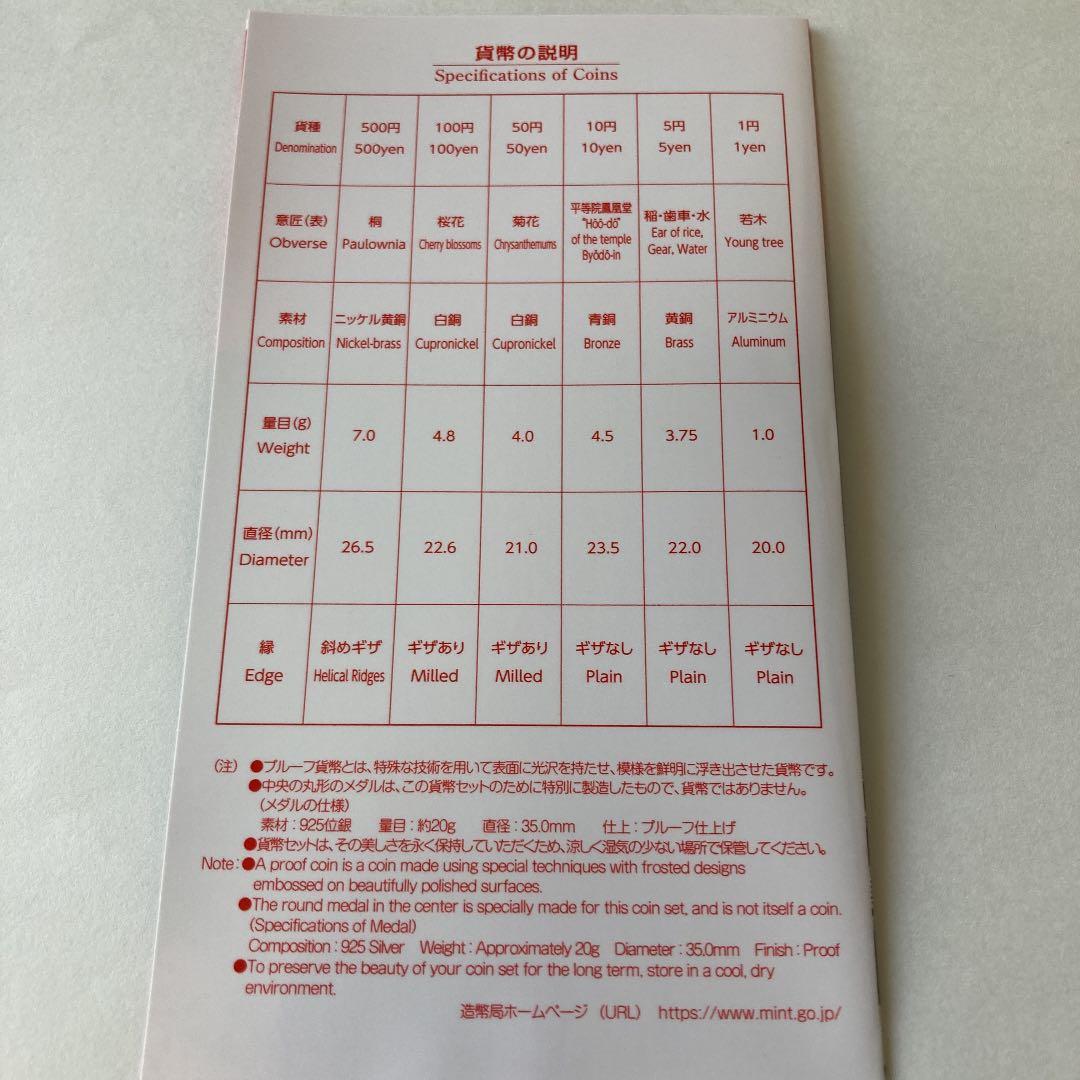 貨幣の説明
Specifications of Coins
貨種 500円 100円 50円 10円 5円 1円
Denomination 500yen 100yen 50yen 10yen 5yen 1yen
意匠(表) 桐 桜花 菊花 平等院鳳凰堂 稲・歯車・水 若木
Obverse Paulownia Cherry blossoms Chrysanthemums "Hôô-dô" of the temple Byôdô-in Ear of rice, Gear, Water Young tree
素材 ニッケル黄銅 白銅 白銅 青銅 黄銅 アルミニウム
Composition Nickel-brass Cupronickel Cupronickel Bronze Brass Aluminum
量目(g)
Weight 7.0 4.8 4.0 4.5 3.75 1.0
直径(mm)
Diameter 26.5 22.6 21.0 23.5 22.0 20.0
縁 斜めギザ ギザあり ギザあり ギザなし ギザなし ギザなし
Edge Helical Ridges Milled Milled Plain Plain Plain
(注) ●プルーフ貨幣とは、特殊な技術を用いて表面に光沢を持たせ、模様を鮮明に浮き出させた貨幣です。
●中央の丸形のメダルは、この貨幣セットのために特別に製造したもので、貨幣ではありません。
(メダルの仕様)
素材：925位銀 量目：約20g 直径：35.0mm 仕上：プルーフ仕上げ
●貨幣セットは、その美しさを永く保持していただくため、涼しく湿気の少ない場所で保管してください。
Note: ●A proof coin is a coin made using special techniques with frosted designs
embossed on beautifully polished surfaces.
●The round medal in the center is specially made for this coin set, and is not itself a coin.
(Specifications of Medal)
Composition : 925 Silver Weight : Approximately 20g Diameter : 35.0mm Finish : Proof
●To preserve the beauty of your coin set for the long term, store in a cool, dry
environment.
造幣局ホームページ (URL) https://www.mint.go.jp/